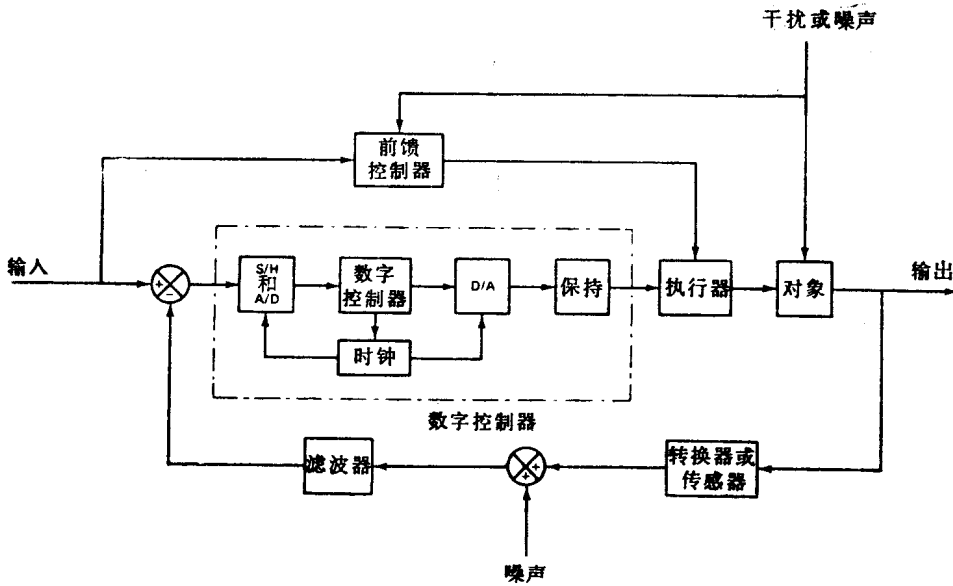 干扰或噪声
前馈
控制器
输入
S/H
和
A/D
数字
控制器
D/A
保持
执行器
对象
输出
时钟
数字控制器
滤波器
转换器或
传感器
噪声